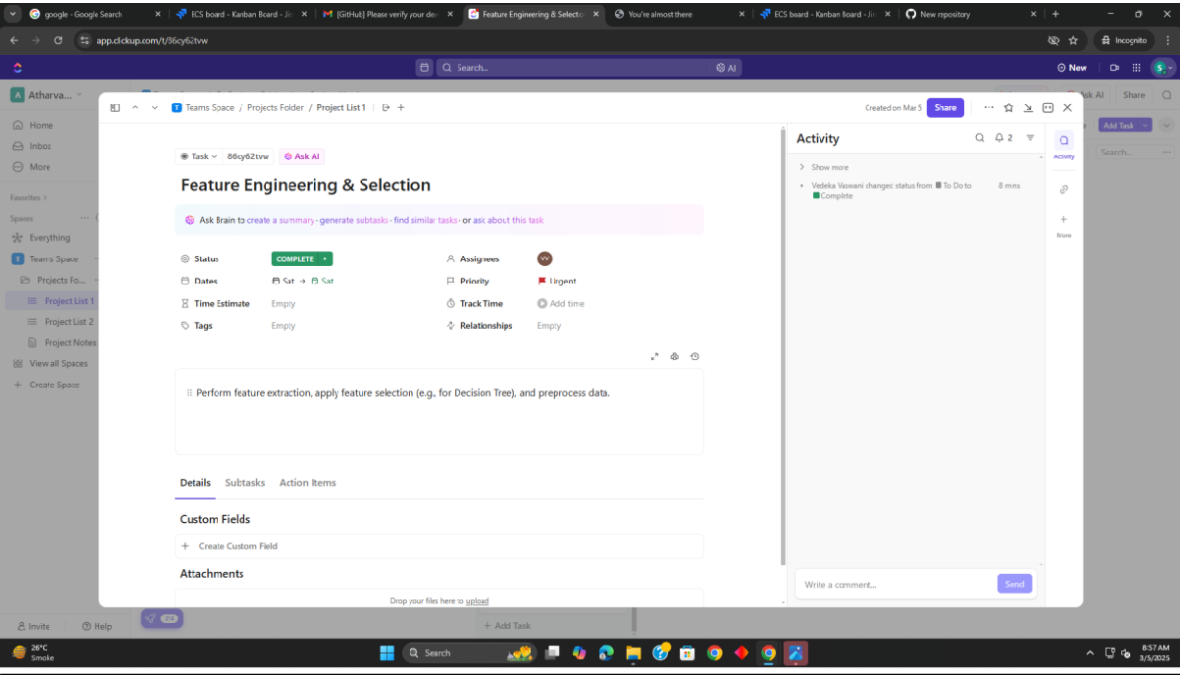 google - Google Search
ECS board - Kanban Board - Ji
[GitHub] Please verify your dev
Feature Engineering & Selectio
You're almost there
ECS board - Kanban Board - Ji
New repository
app.clickup.com/t/86cy62tvw
Incognito
Search...
AI
New
S
A Atharva...
Ask AI
Share
Home
Inbox
More
Favorites
Spaces
Everything
Teams Space
Projects Fo...
Project List 1
Project List 2
Project Notes
View all Spaces
Create Space
Invite
Help
Add Task
Search...
+ Add Task
T Teams Space / Projects Folder / Project List 1
Created on Mar 5
Share
Task
86cy62tvw
Ask AI
Feature Engineering & Selection
Ask Brain to create a summary · generate subtasks · find similar tasks · or ask about this task
Status
COMPLETE
Assignees
VV
Dates
Sat → Sat
Priority
Urgent
Time Estimate
Empty
Track Time
Add time
Tags
Empty
Relationships
Empty
Perform feature extraction, apply feature selection (e.g., for Decision Tree), and preprocess data.
Details
Subtasks
Action Items
Custom Fields
+ Create Custom Field
Attachments
Drop your files here to upload
Activity
2
Show more
Vedeka Vaswani changed status from To Do to
Complete
8 mins
Write a comment...
Send
Activity
More
26°C
Smoke
Search
8:57 AM
3/5/2025